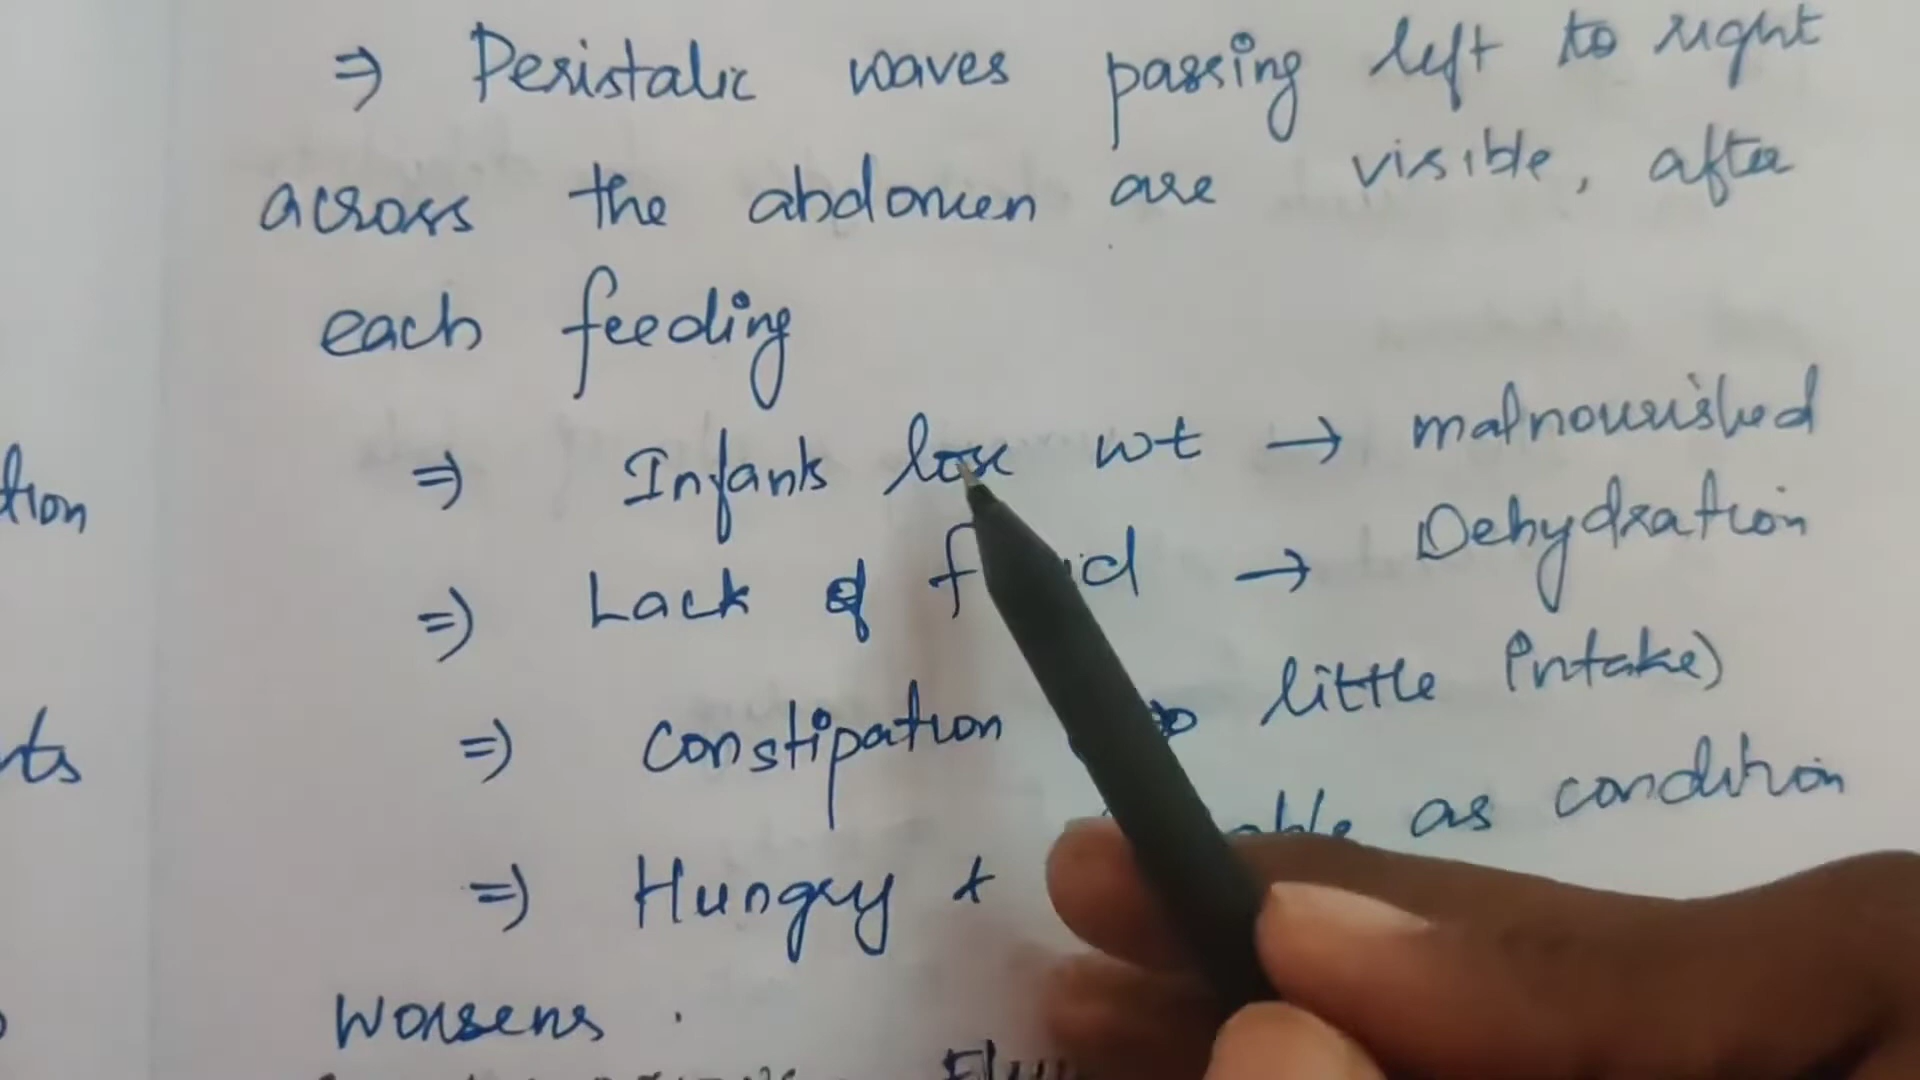 ⇒ Peristalic waves passing left to right
across the abdomen are visible, after
each feeding
⇒ Infants lose wt → malnourished
tion
⇒ Lack of → Dehydration
⇒ Constipation little intake)
rts
⇒ Hungry + as condition
Worsens.